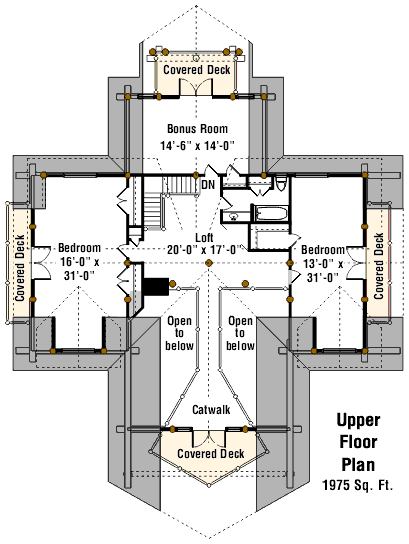 Covered Deck
Bonus Room
14'-6" x 14'-0"
DN
Loft
20'-0" x 17'-0"
Bedroom
16'-0" x
31'-0"
Covered Deck
Bedroom
13'-0" x
31'-0"
Covered Deck
Open
to
below
Open
to
below
Catwalk
Covered Deck
Upper
Floor
Plan
1975 Sq. Ft.